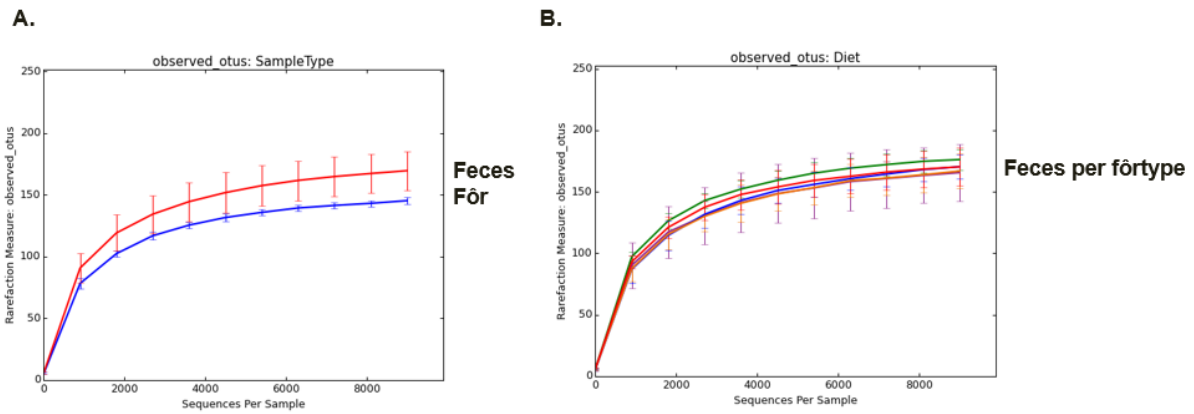 A.
observed_otus: SampleType
250
200
150
100
50
0
0 2000 4000 6000 8000
Sequences Per Sample
Rarefaction Measure: observed_otus
Feces
Fôr
B.
observed_otus: Diet
250
200
150
100
50
0
0 2000 4000 6000 8000
Sequences Per Sample
Rarefaction Measure: observed_otus
Feces per fôrtype